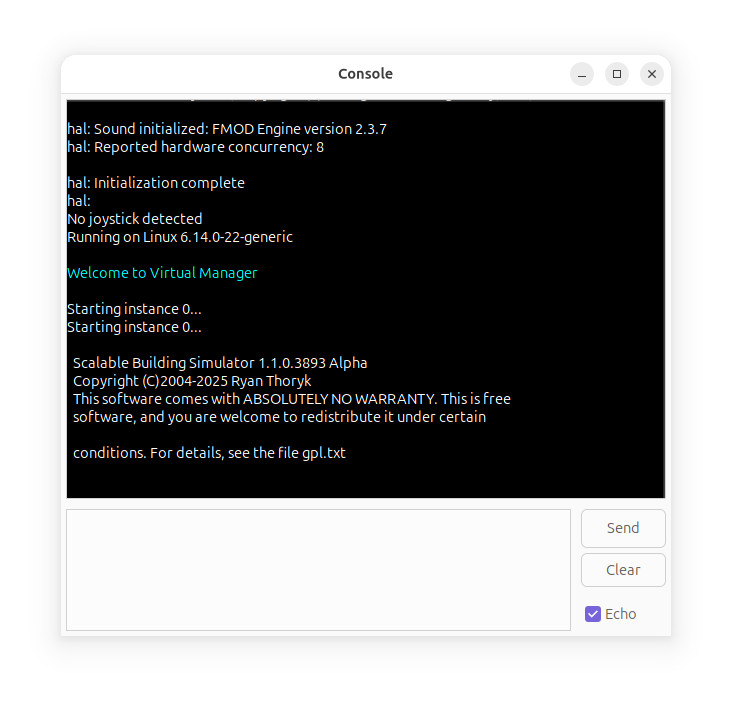 Console
hal: Sound initialized: FMOD Engine version 2.3.7
hal: Reported hardware concurrency: 8
hal: Initialization complete
hal:
No joystick detected
Running on Linux 6.14.0-22-generic
Welcome to Virtual Manager
Starting instance 0...
Starting instance 0...
Scalable Building Simulator 1.1.0.3893 Alpha
Copyright (C)2004-2025 Ryan Thoryk
This software comes with ABSOLUTELY NO WARRANTY. This is free
software, and you are welcome to redistribute it under certain
conditions. For details, see the file gpl.txt
Send
Clear
Echo